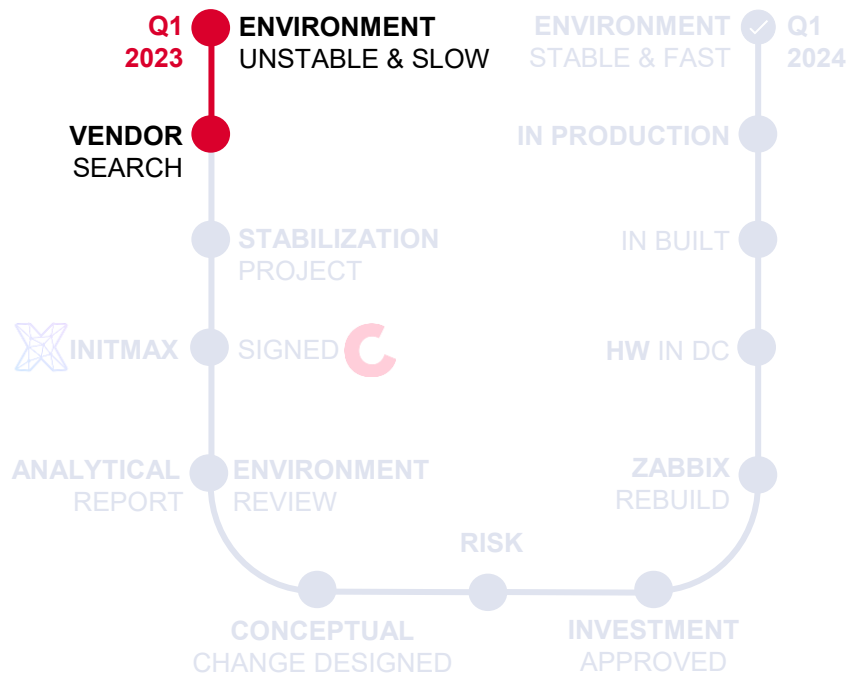 Q1
2023
ENVIRONMENT
UNSTABLE & SLOW
VENDOR
SEARCH
STABILIZATION
PROJECT
INITMAX
SIGNED
ANALYTICAL
REPORT
ENVIRONMENT
REVIEW
CONCEPTUAL
CHANGE DESIGNED
RISK
INVESTMENT
APPROVED
ZABBIX
REBUILD
HW IN DC
IN BUILT
IN PRODUCTION
ENVIRONMENT
STABLE & FAST
Q1
2024